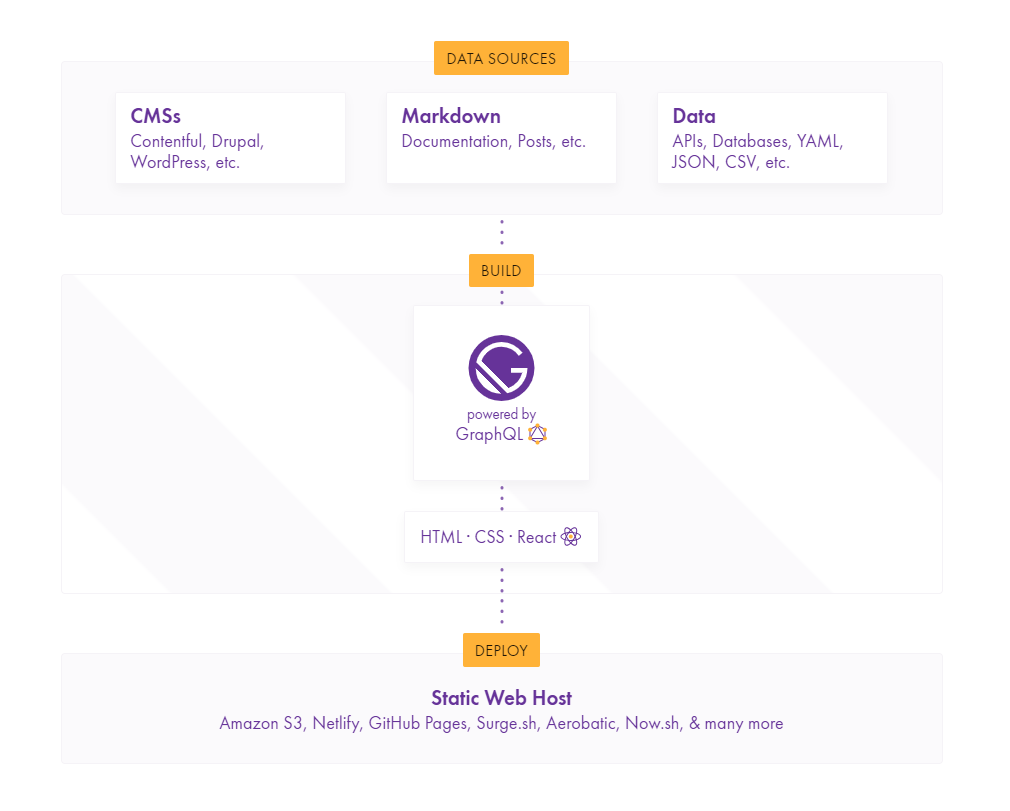 DATA SOURCES
CMSs
Contentful, Drupal,
WordPress, etc.
Markdown
Documentation, Posts, etc.
Data
APIs, Databases, YAML,
JSON, CSV, etc.
BUILD
powered by
GraphQL
HTML · CSS · React
DEPLOY
Static Web Host
Amazon S3, Netlify, GitHub Pages, Surge.sh, Aerobatic, Now.sh, & many more